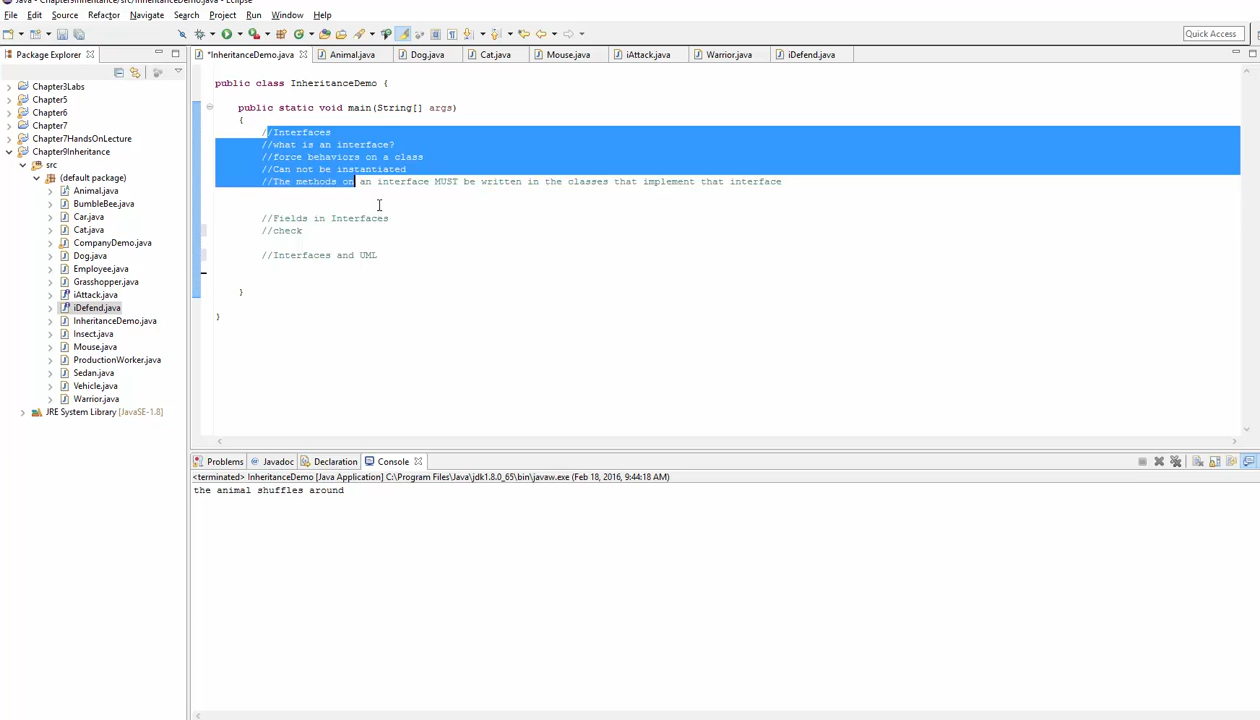 Java - Chapter9Inheritance/src/InheritanceDemo.java - Eclipse
File Edit Source Refactor Navigate Search Project Run Window Help
Quick Access
Package Explorer
*InheritanceDemo.java Animal.java Dog.java Cat.java Mouse.java iAttack.java Warrior.java iDefend.java
Chapter3Labs
Chapter5
Chapter6
Chapter7
Chapter7HandsOnLecture
Chapter9Inheritance
src
(default package)
Animal.java
BumbleBee.java
Car.java
Cat.java
CompanyDemo.java
Dog.java
Employee.java
Grasshopper.java
iAttack.java
iDefend.java
InheritanceDemo.java
Insect.java
Mouse.java
ProductionWorker.java
Sedan.java
Vehicle.java
Warrior.java
JRE System Library [JavaSE-1.8]
public class InheritanceDemo {
public static void main(String[] args)
{
//Interfaces
//what is an interface?
//force behaviors on a class
//Can not be instantiated
//The methods on an interface MUST be written in the classes that implement that interface
//Fields in Interfaces
//check
//Interfaces and UML
}
}
Problems Javadoc Declaration Console
<terminated> InheritanceDemo [Java Application] C:\Program Files\Java\jdk1.8.0_65\bin\javaw.exe (Feb 18, 2016, 9:44:18 AM)
the animal shuffles around